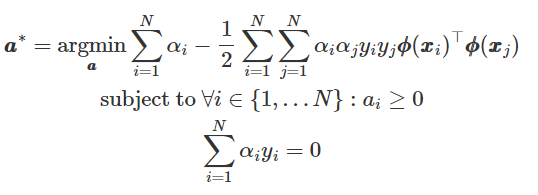 $\boldsymbol{a}^* = \underset{\boldsymbol{a}}{\operatorname{argmin}} \sum_{i=1}^{N} \alpha_i - \frac{1}{2} \sum_{i=1}^{N} \sum_{j=1}^{N} \alpha_i \alpha_j y_i y_j \boldsymbol{\phi}(\boldsymbol{x}_i)^\top \boldsymbol{\phi}(\boldsymbol{x}_j)$
$\text{subject to } \forall i \in \{1, \ldots N\} : a_i \geq 0$
$\sum_{i=1}^{N} \alpha_i y_i = 0$